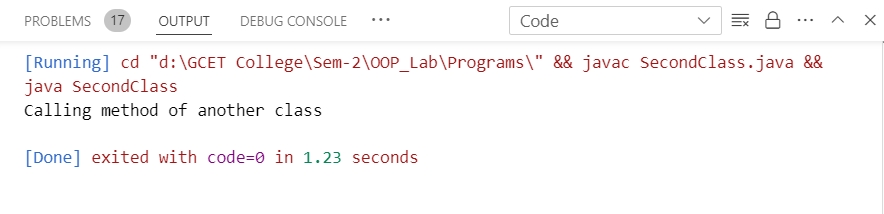 PROBLEMS 17 OUTPUT DEBUG CONSOLE ··· Code ···
[Running] cd "d:\GCET College\Sem-2\OOP_Lab\Programs\" && javac SecondClass.java &&
java SecondClass
Calling method of another class
[Done] exited with code=0 in 1.23 seconds